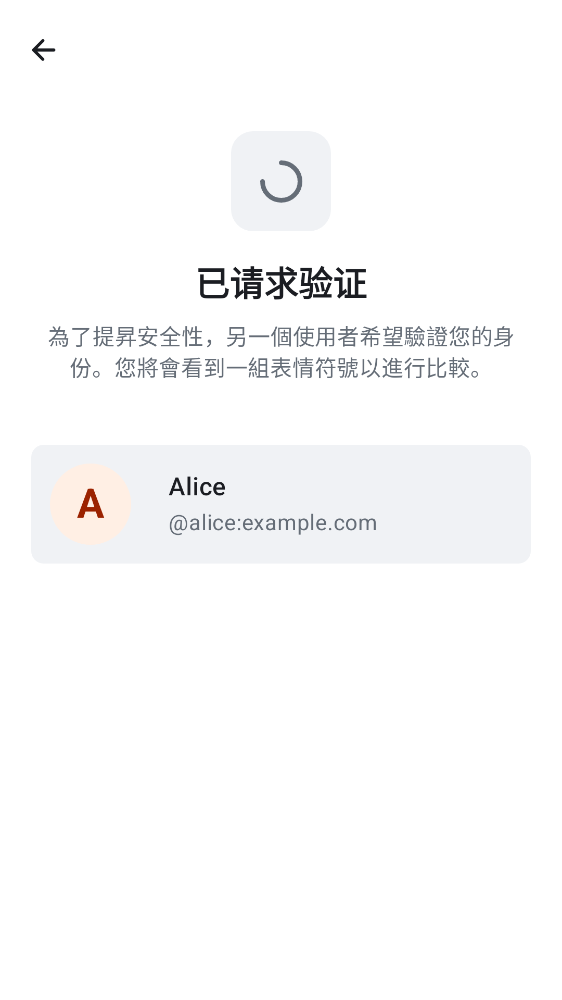 已请求验证
為了提昇安全性，另一個使用者希望驗證您的身
份。您將會看到一組表情符號以進行比較。
A
Alice
@alice:example.com